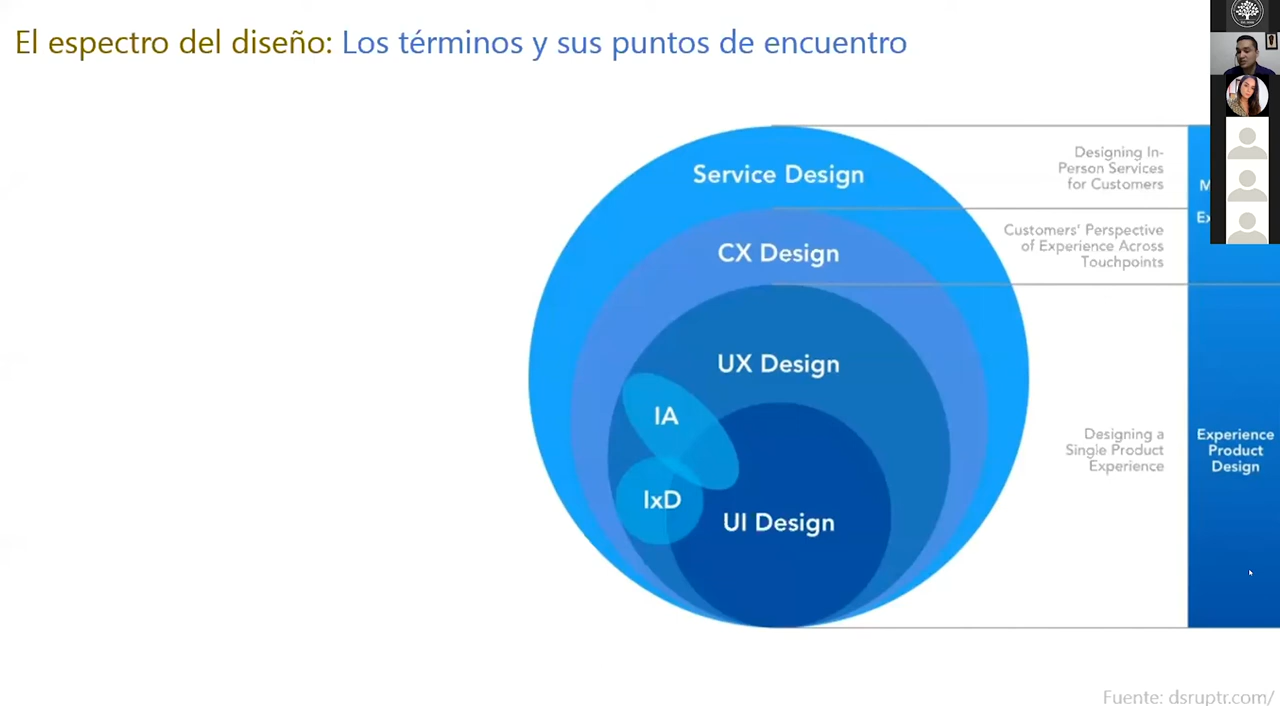 El espectro del diseño: Los términos y sus puntos de encuentro
Service Design
Designing In-
Person Services
for Customers
CX Design
Customers' Perspective
of Experience Across
Touchpoints
UX Design
IA
IxD
UI Design
Designing a
Single Product
Experience
Experience
Product
Design
Fuente: dsruptr.com/